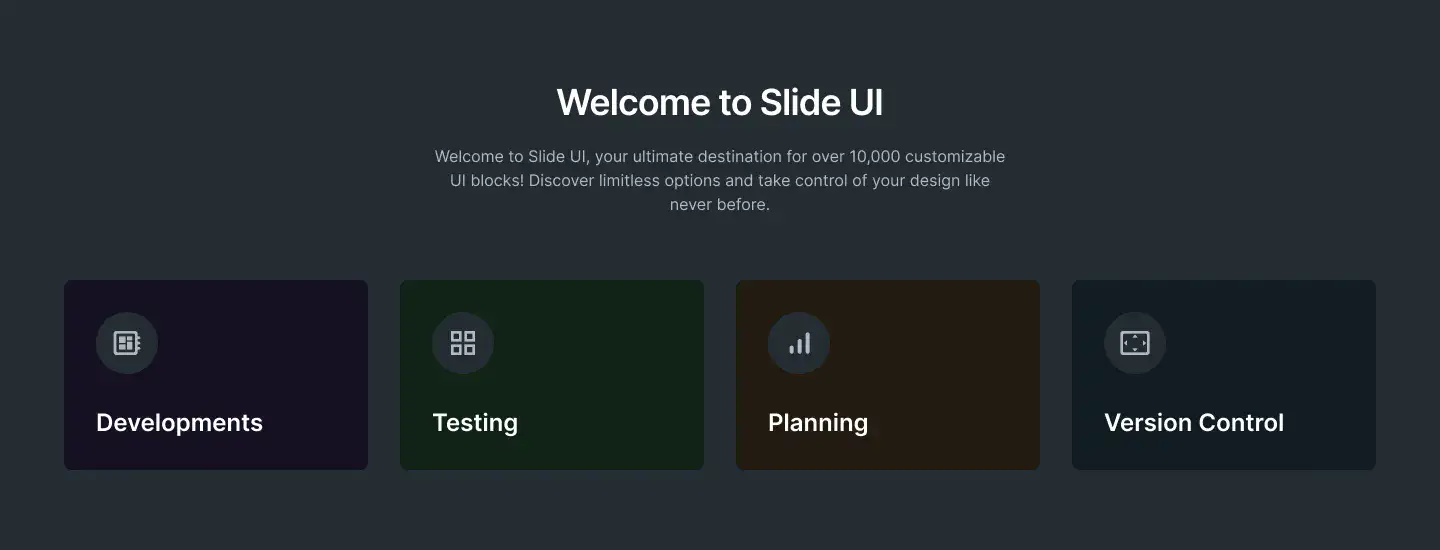 Welcome to Slide UI
Welcome to Slide UI, your ultimate destination for over 10,000 customizable
UI blocks! Discover limitless options and take control of your design like
never before.
Developments
Testing
Planning
Version Control